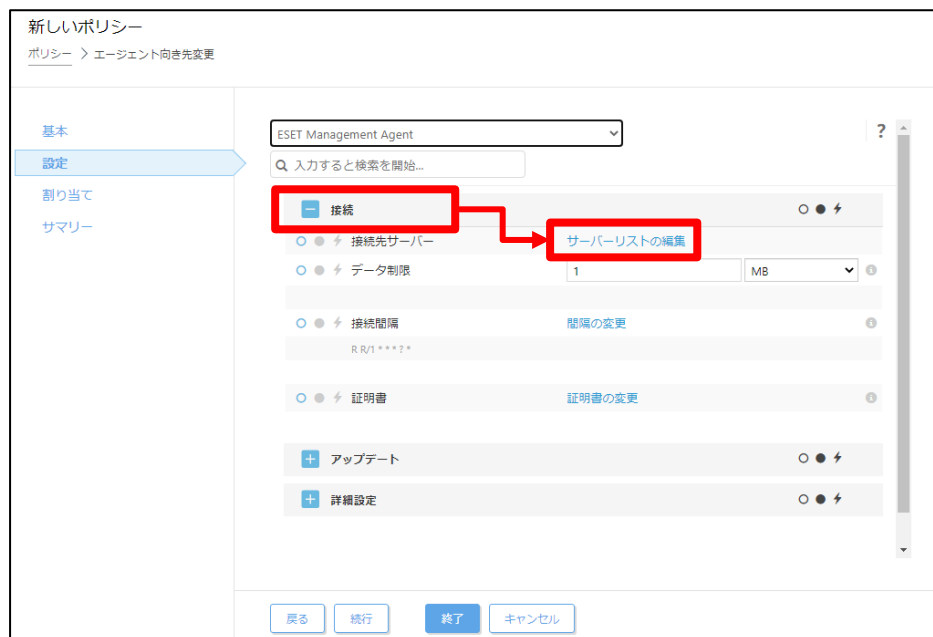 新しいポリシー
ポリシー > エージェント向き先変更
基本
設定
割り当て
サマリー
ESET Management Agent
?
入力すると検索を開始...
接続
接続先サーバー サーバーリストの編集
データ制限 1 MB
接続間隔 間隔の変更
R R/1 * * * ? *
証明書 証明書の変更
アップデート
詳細設定
戻る 続行 終了 キャンセル